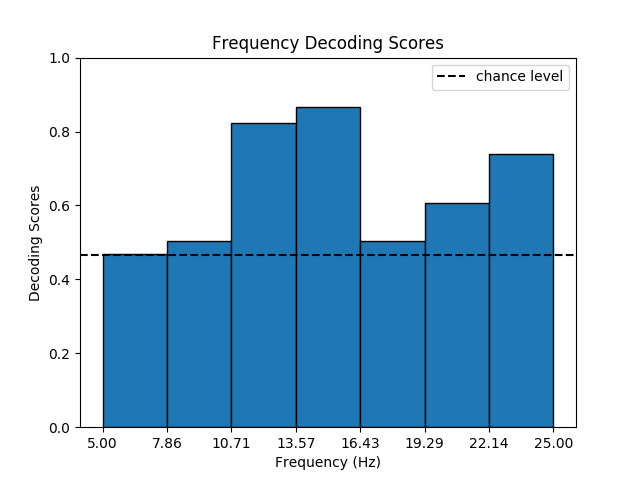 Frequency Decoding Scores
chance level
Decoding Scores
1.0
0.8
0.6
0.4
0.2
0.0
5.00 7.86 10.71 13.57 16.43 19.29 22.14 25.00
Frequency (Hz)